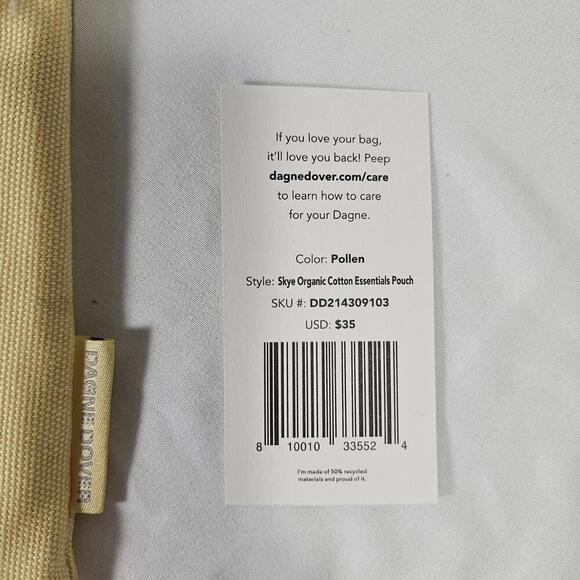 If you love your bag,
it'll love you back! Peep
dagnedover.com/care
to learn how to care
for your Dagne.
Color: Pollen
Style: Skye Organic Cotton Essentials Pouch
SKU #: DD214309103
USD: $35
8 10010 33552 4
I'm made of 50% recycled
materials and proud of it.
DAGNE DOVER